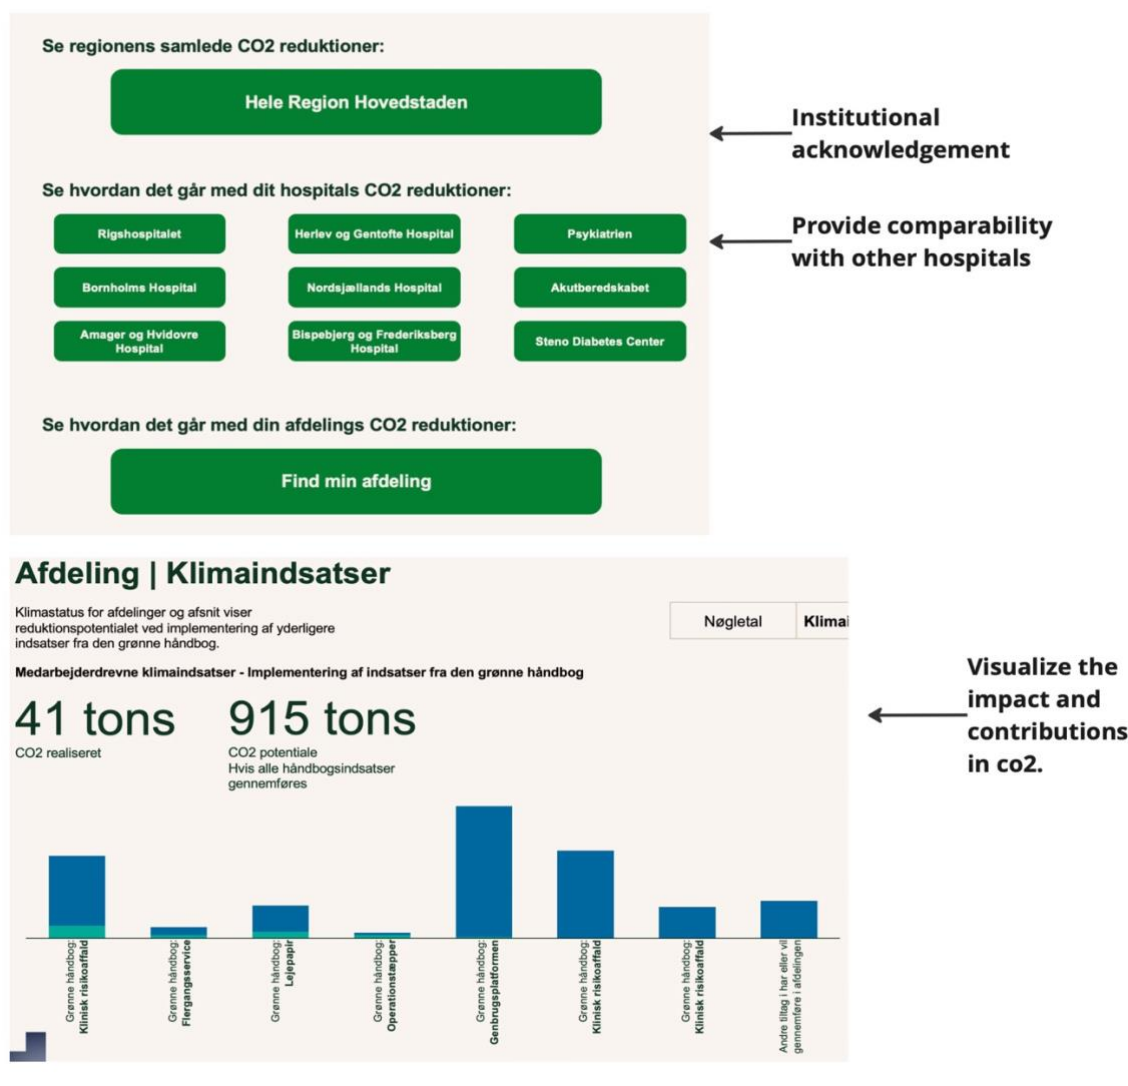 Se regionens samlede CO2 reduktioner:
Hele Region Hovedstaden
Institutional
acknowledgement
Se hvordan det går med dit hospitals CO2 reduktioner:
Rigshospitalet
Herlev og Gentofte Hospital
Psykiatrien
Provide comparability
with other hospitals
Bornholms Hospital
Nordsjællands Hospital
Akutberedskabet
Amager og Hvidovre
Hospital
Bispebjerg og Frederiksberg
Hospital
Steno Diabetes Center
Se hvordan det går med din afdelings CO2 reduktioner:
Find min afdeling
Afdeling | Klimaindsatser
Klimastatus for afdelinger og afsnit viser
reduktionspotentialet ved implementering af yderligere
indsatser fra den grønne håndbog.
Nøgletal
Klimai
Medarbejderdrevne klimaindsatser - Implementering af indsatser fra den grønne håndbog
41 tons
CO2 realiseret
915 tons
CO2 potentiale
Hvis alle håndbogsindsatser
gennemføres
Visualize the
impact and
contributions
in co2.
Grønne håndbog:
Klinisk risikoaffald
Grønne håndbog:
Flergangsservice
Grønne håndbog:
Lejepapir
Grønne håndbog:
Operationstæpper
Grønne håndbog:
Genbrugsplatformen
Grønne håndbog:
Klinisk risikoaffald
Grønne håndbog:
Klinisk risikoaffald
Andre tiltag i har eller vil
gennemføre i afdelingen